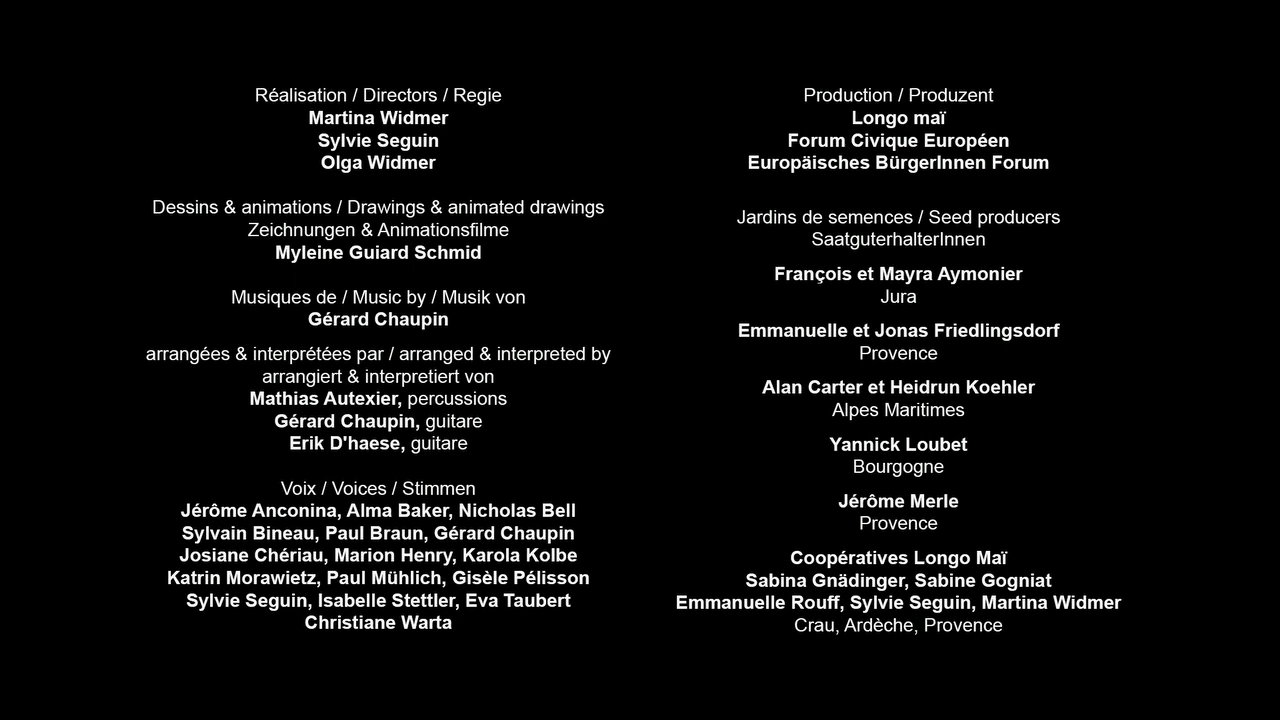 Réalisation / Directors / Regie
Martina Widmer
Sylvie Seguin
Olga Widmer
Dessins & animations / Drawings & animated drawings
Zeichnungen & Animationsfilme
Myleine Guiard Schmid
Musiques de / Music by / Musik von
Gérard Chaupin
arrangées & interprétées par / arranged & interpreted by
arrangiert & interpretiert von
Mathias Autexier, percussions
Gérard Chaupin, guitare
Erik D'haese, guitare
Voix / Voices / Stimmen
Jérôme Anconina, Alma Baker, Nicholas Bell
Sylvain Bineau, Paul Braun, Gérard Chaupin
Josiane Chériau, Marion Henry, Karola Kolbe
Katrin Morawietz, Paul Mühlich, Gisèle Pélisson
Sylvie Seguin, Isabelle Stettler, Eva Taubert
Christiane Warta
Production / Produzent
Longo maï
Forum Civique Européen
Europäisches BürgerInnen Forum
Jardins de semences / Seed producers
SaatguterhalterInnen
François et Mayra Aymonier
Jura
Emmanuelle et Jonas Friedlingsdorf
Provence
Alan Carter et Heidrun Koehler
Alpes Maritimes
Yannick Loubet
Bourgogne
Jérôme Merle
Provence
Coopératives Longo Maï
Sabina Gnädinger, Sabine Gogniat
Emmanuelle Rouff, Sylvie Seguin, Martina Widmer
Crau, Ardèche, Provence